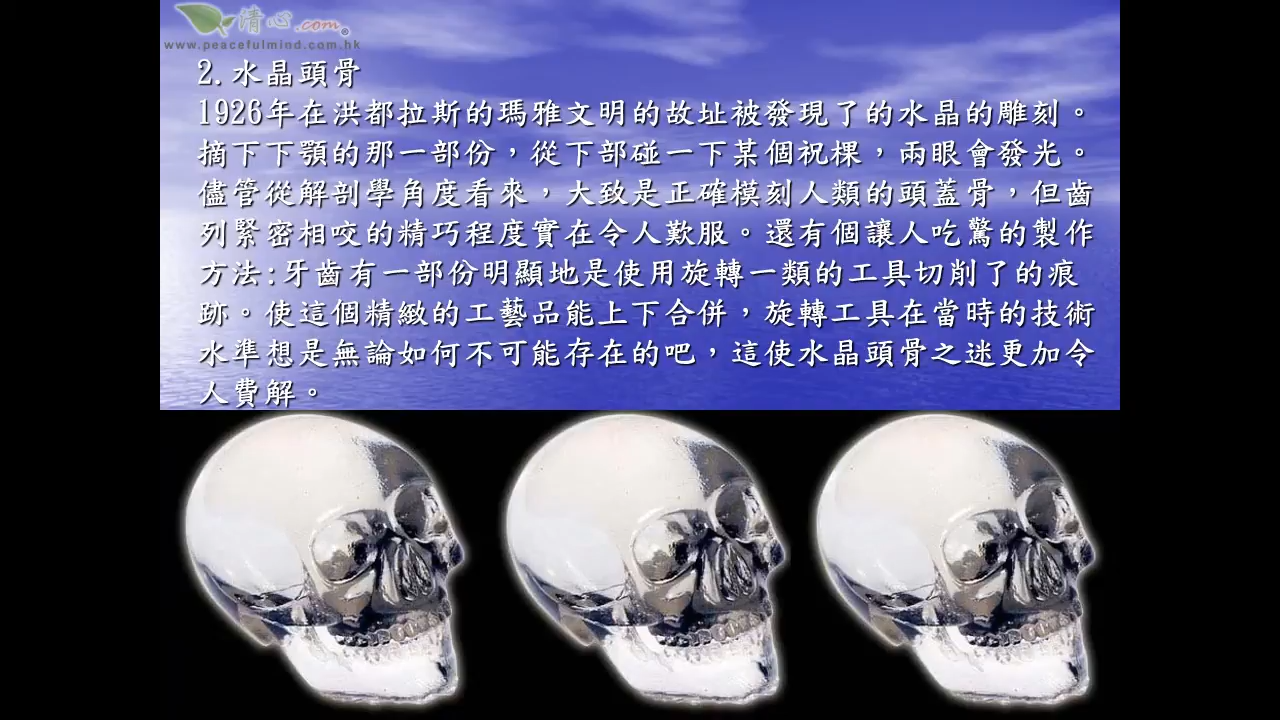 清心.com
www.peacefulmind.com.hk
2.水晶頭骨
1926年在洪都拉斯的瑪雅文明的故址被發現了的水晶的雕刻。
摘下下顎的那一部份，從下部碰一下某個祝棵，兩眼會發光。
儘管從解剖學角度看來，大致是正確模刻人類的頭蓋骨，但齒
列緊密相咬的精巧程度實在令人歎服。還有個讓人吃驚的製作
方法:牙齒有一部份明顯地是使用旋轉一類的工具切削了的痕
跡。使這個精緻的工藝品能上下合併，旋轉工具在當時的技術
水準想是無論如何不可能存在的吧，這使水晶頭骨之迷更加令
人費解。